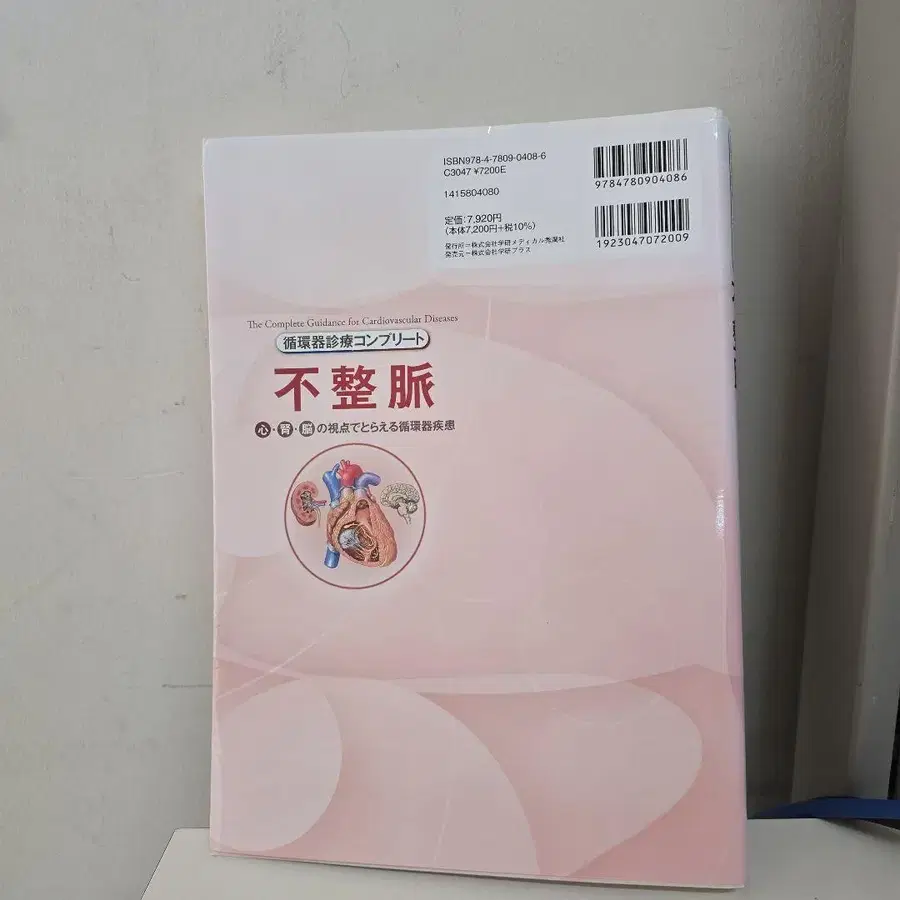 ISBN978-4-7809-0408-6
C3047 ¥7200E
9784780904086
1415804080
定価:7,920円
(本体7,200円+税10%)
1923047072009
発行所=株式会社学研メディカル秀潤社
発売元=株式会社学研プラス
The Complete Guidance for Cardiovascular Diseases
循環器診療コンプリート
不整脈
心・腎・脳の視点でとらえる循環器疾患